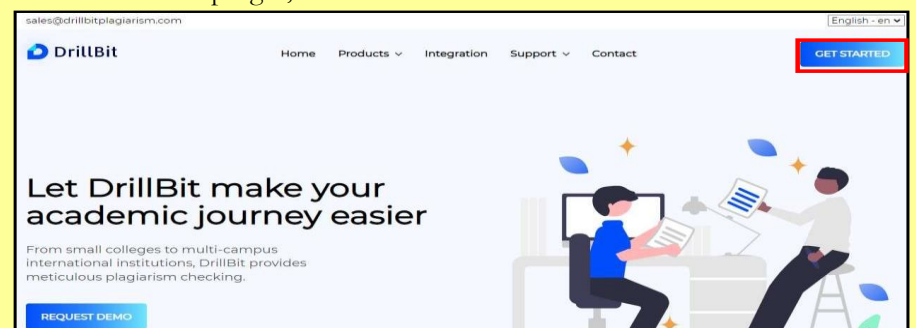 sales@drillbitplagiarism.com
English - en
DrillBit
Home Products Integration Support Contact
GET STARTED
Let DrillBit make your
academic journey easier
From small colleges to multi-campus
international institutions, DrillBit provides
meticulous plagiarism checking.
REQUEST DEMO